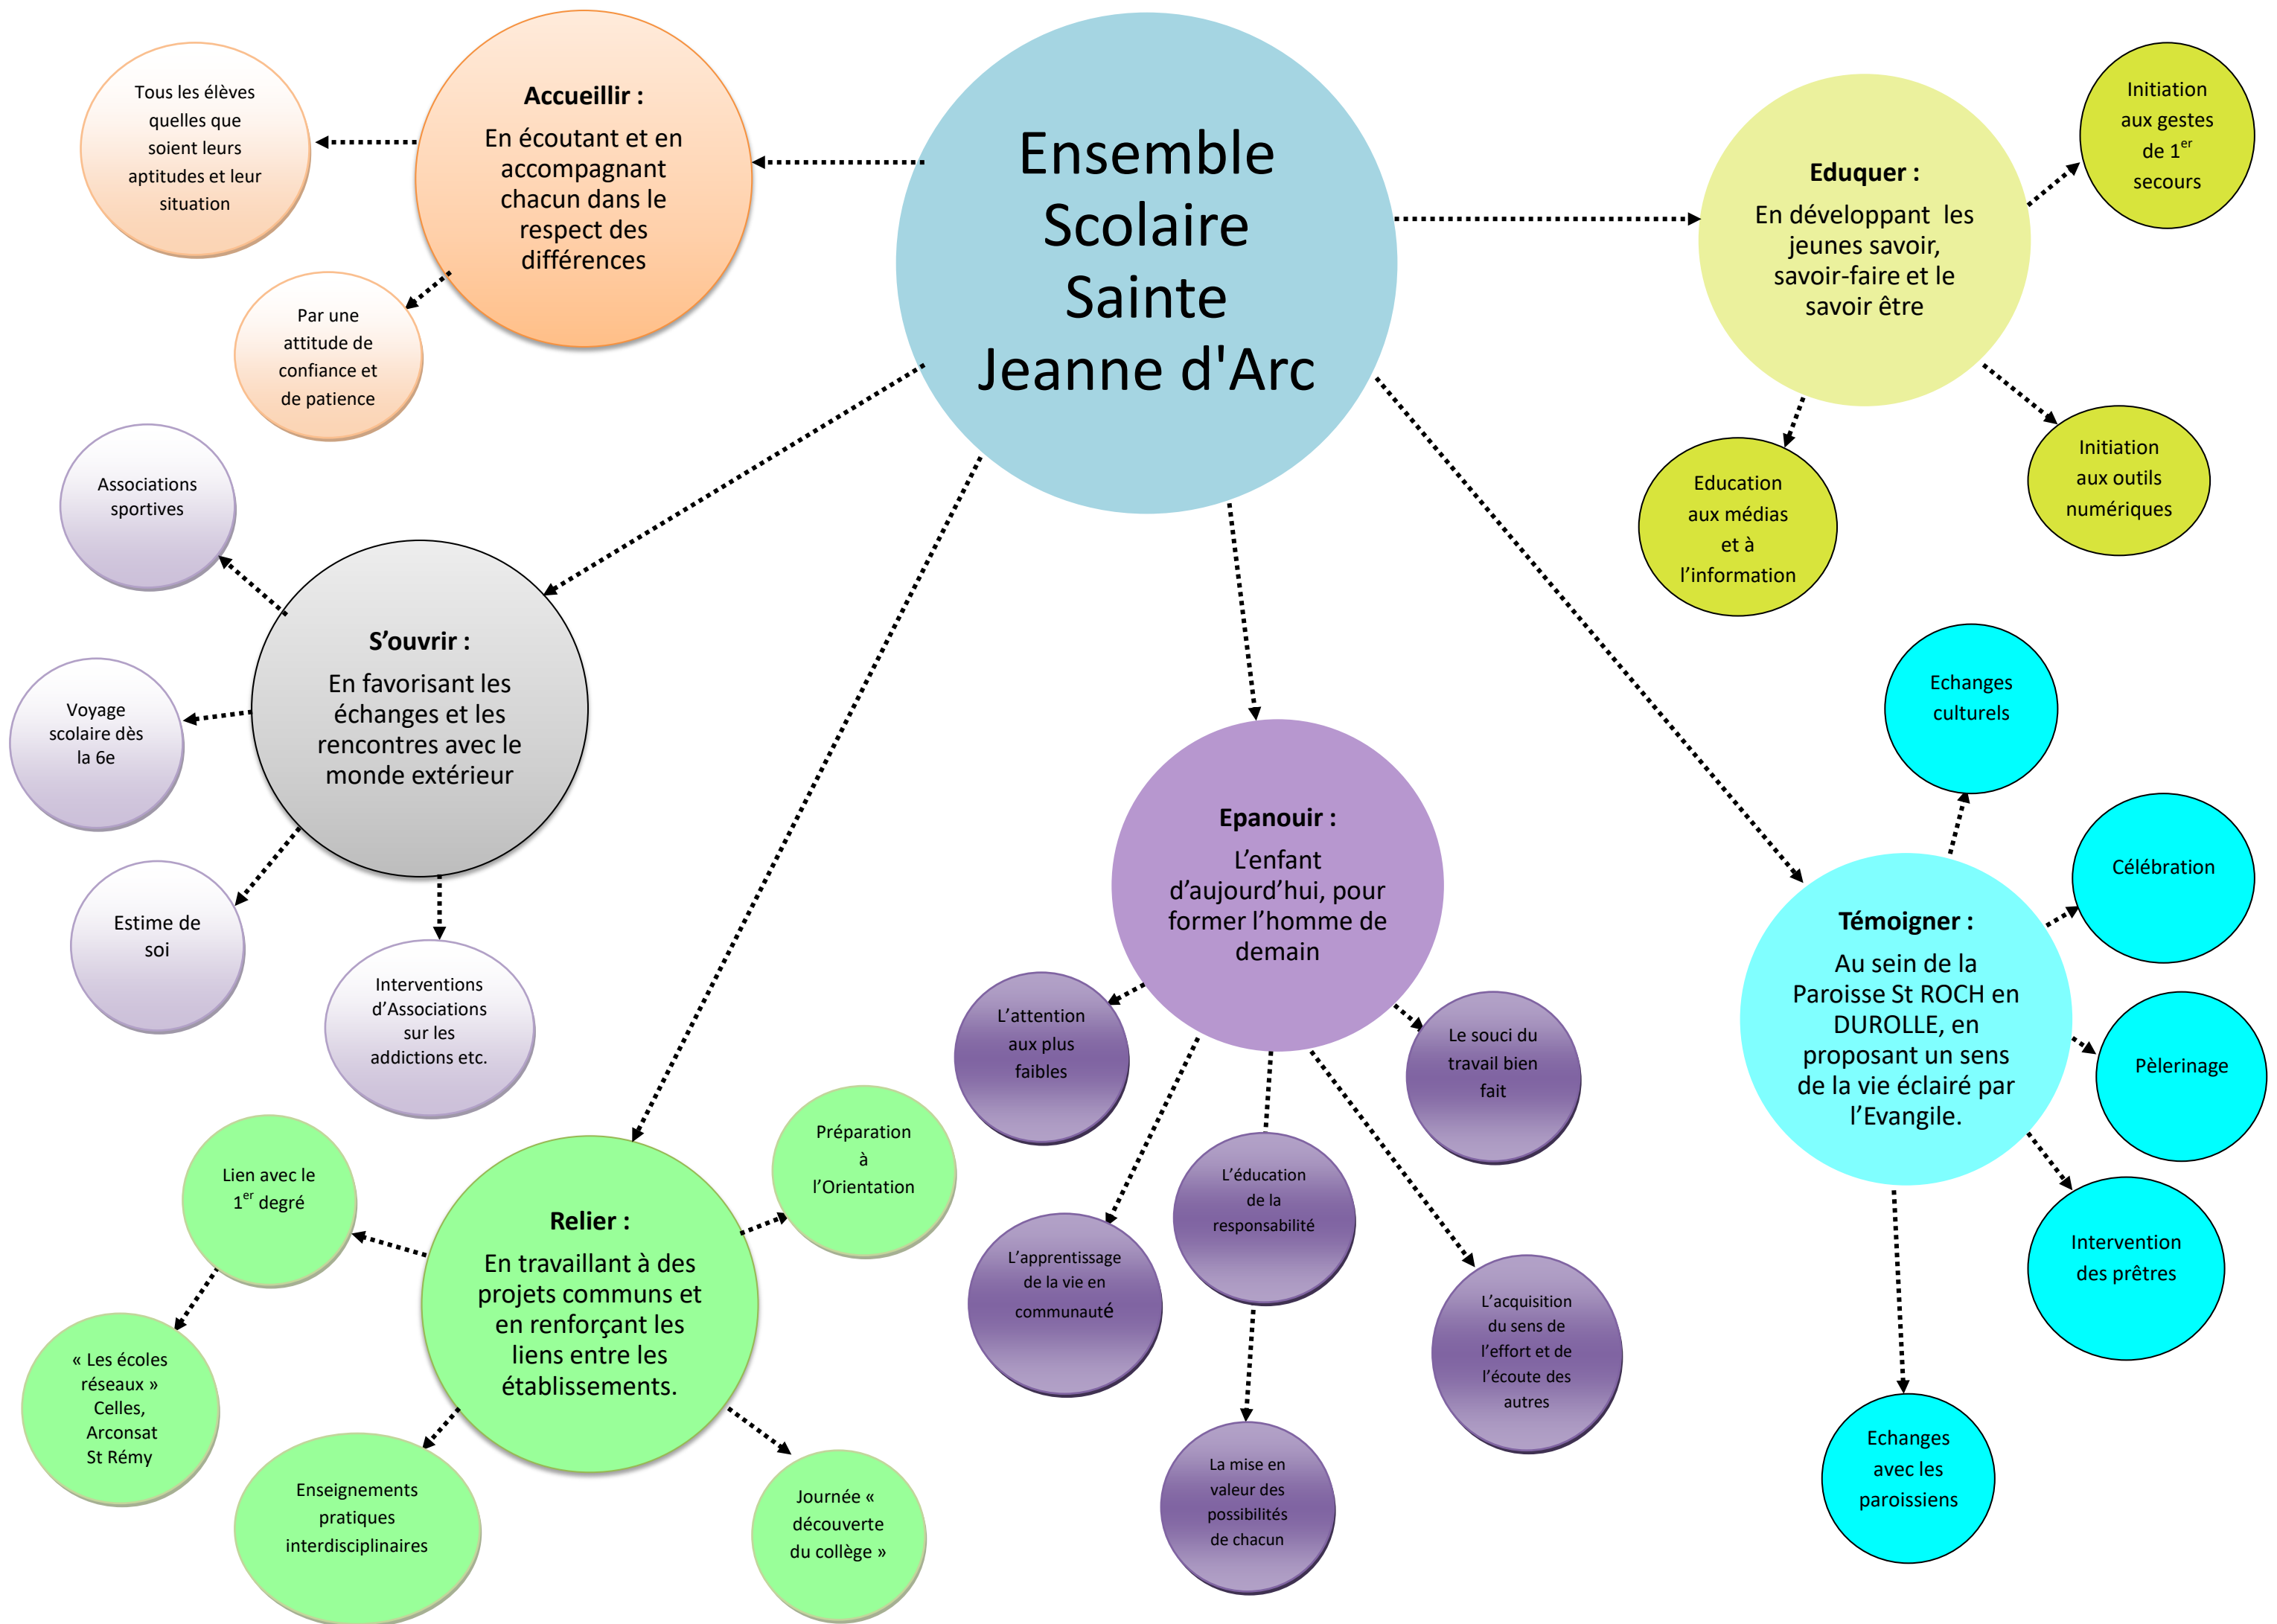 Ensemble
Scolaire
Sainte
Jeanne d'Arc
Accueillir :
En écoutant et en
accompagnant
chacun dans le
respect des
différences
Tous les élèves
quelles que
soient leurs
aptitudes et leur
situation
Par une
attitude de
confiance et
de patience
Eduquer :
En développant  les
jeunes savoir,
savoir-faire et le
savoir être
Initiation
aux gestes
de 1er
secours
Initiation
aux outils
numériques
Education
aux médias
et à
l’information
S’ouvrir :
En favorisant les
échanges et les
rencontres avec le
monde extérieur
Associations
sportives
Voyage
scolaire dès
la 6e
Estime de
soi
Interventions
d’Associations
sur les
addictions etc.
Epanouir :
L’enfant
d’aujourd’hui, pour
former l’homme de
demain
L’attention
aux plus
faibles
Le souci du
travail bien
fait
L’apprentissage
de la vie en
communauté
L’éducation
de la
responsabilité
L’acquisition
du sens de
l’effort et de
l’écoute des
autres
La mise en
valeur des
possibilités
de chacun
Témoigner :
Au sein de la
Paroisse St ROCH en
DUROLLE, en
proposant un sens
de la vie éclairé par
l’Evangile.
Echanges
culturels
Célébration
Pèlerinage
Intervention
des prêtres
Echanges
avec les
paroissiens
Relier :
En travaillant à des
projets communs et
en renforçant les
liens entre les
établissements.
Préparation
à
l’Orientation
Lien avec le
1er degré
« Les écoles
réseaux »
Celles,
Arconsat
St Rémy
Enseignements
pratiques
interdisciplinaires
Journée «
découverte
du collège »